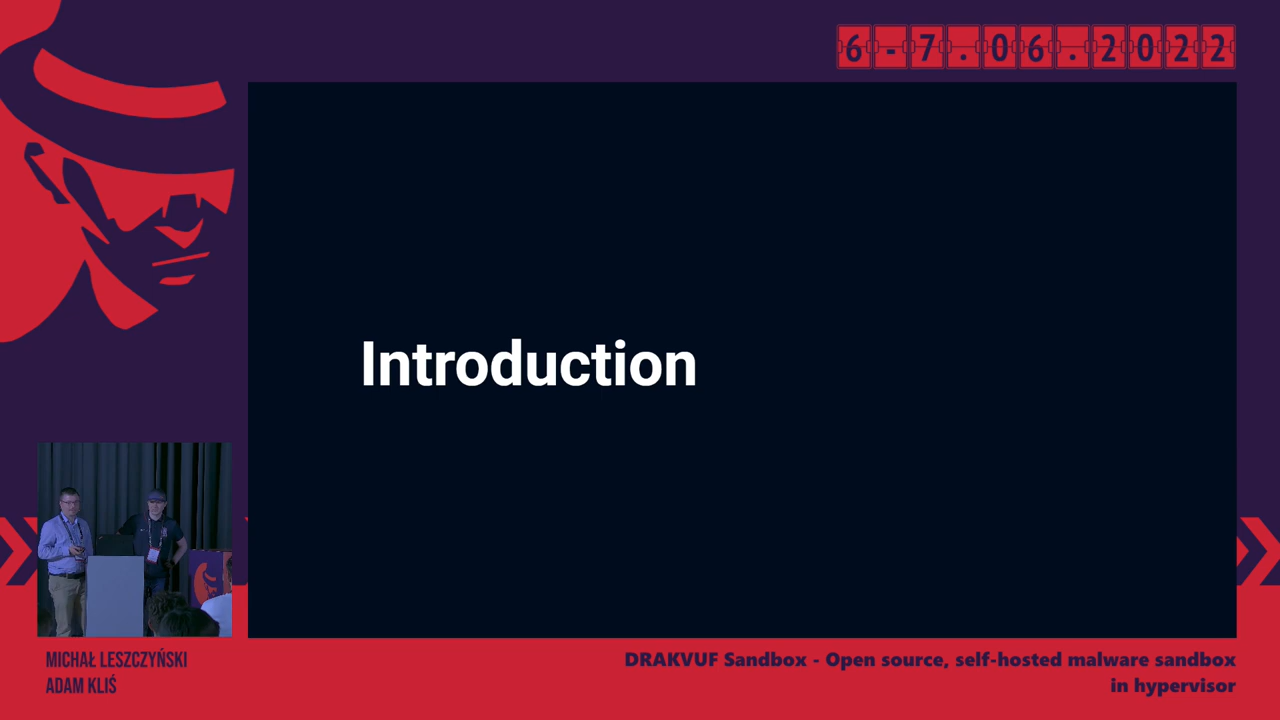 6-7.06.2022
Introduction
MICHAŁ LESZCZYŃSKI
ADAM KLIŚ
DRAKVUF Sandbox - Open source, self-hosted malware sandbox
in hypervisor